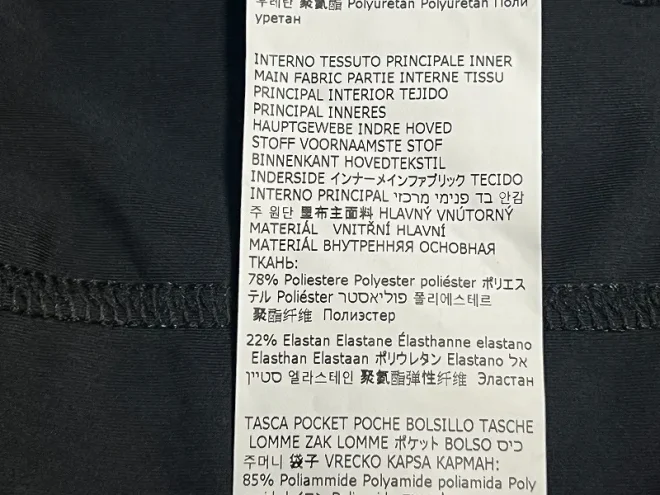 우레탄 聚氨酯 Polyuretan Polyuretán Поли
уретан
INTERNO TESSUTO PRINCIPALE INNER
MAIN FABRIC PARTIE INTERNE TISSU
PRINCIPAL INTERIOR TEJIDO
PRINCIPAL INNERES
HAUPTGEWEBE INDRE HOVED
STOFF VOORNAAMSTE STOF
BINNENKANT HOVEDTEKSTIL
INDERSIDE インナーメインファブリック TECIDO
INTERNO PRINCIPAL בד פנימי מרכזי 안감
주 원단 里布主面料 HLAVNÝ VNÚTORNÝ
MATERIÁL VNITŘNÍ HLAVNÍ
MATERIÁL ВНУТРЕННЯЯ ОСНОВНАЯ
ТКАНЬ:
78% Poliestere Polyester poliéster ポリエス
テル Poliéster פוליאסטר 폴리에스테르
聚酯纤维 Полиэстер
22% Elastan Elastane Élasthanne elastano
Elasthan Elastaan ポリウレタン Elastano אל
סטיין 엘라스테인 聚氨酯弹性纤维 Эластан
TASCA POCKET POCHE BOLSILLO TASCHE
LOMME ZAK LOMME ポケット BOLSO כיס
주머니 袋子 VRECKO KAPSA КАРМАН:
85% Poliammide Polyamide poliamida Poly